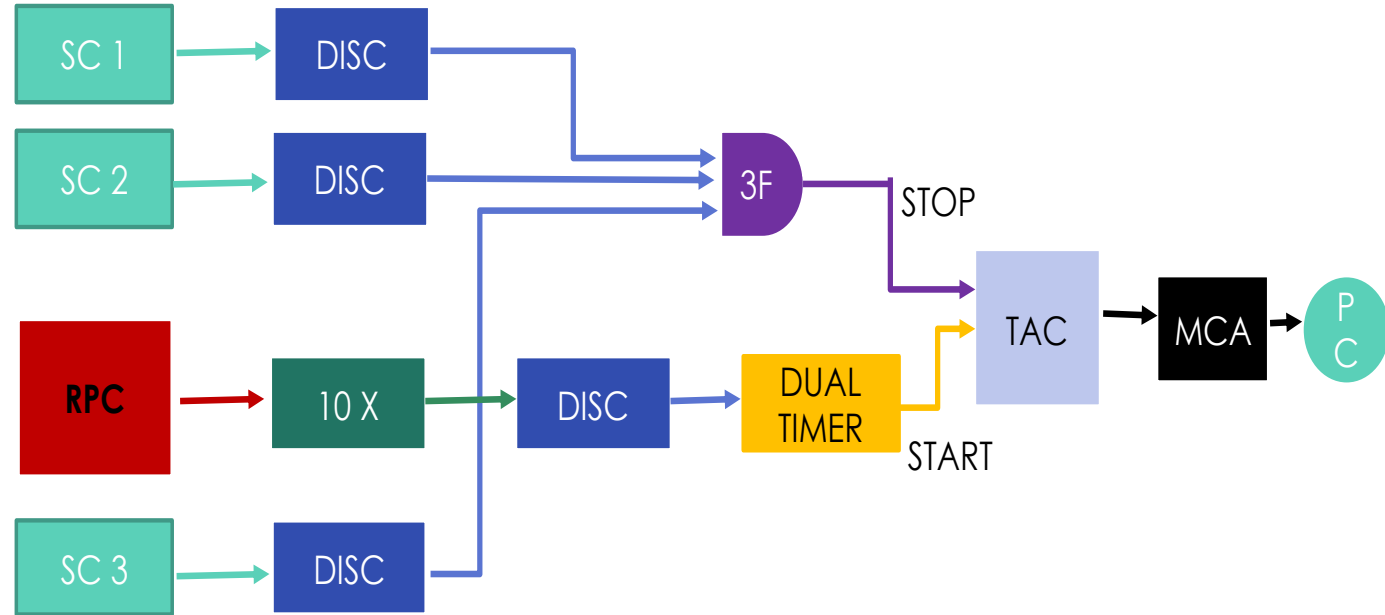 SC 1
DISC
SC 2
DISC
3F
STOP
RPC
10 X
DISC
DUAL
TIMER
START
TAC
MCA
P
C
SC 3
DISC